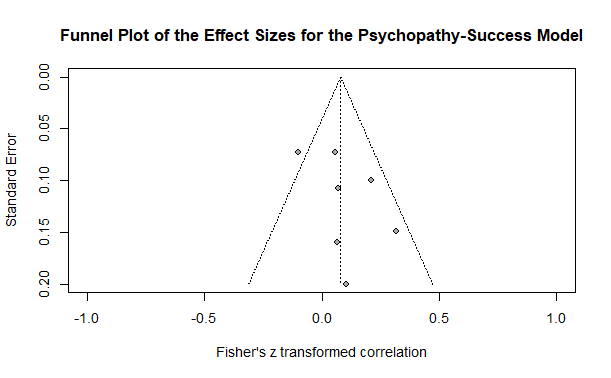 Funnel Plot of the Effect Sizes for the Psychopathy-Success Model
0.00
0.05
0.10
0.15
0.20
Standard Error
-1.0 -0.5 0.0 0.5 1.0
Fisher's z transformed correlation